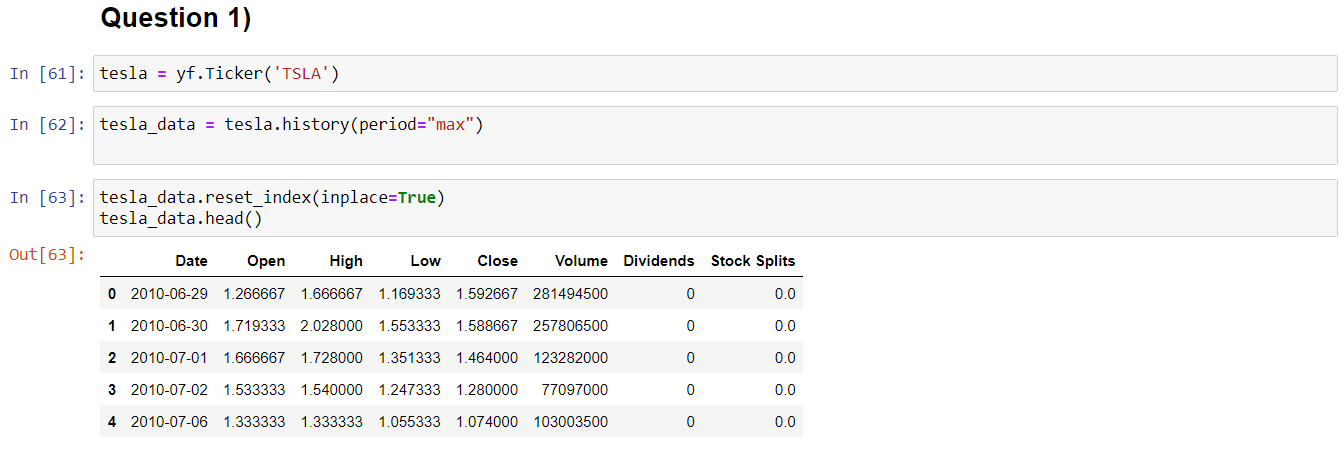 Question 1)
In [61]: tesla = yf.Ticker('TSLA')
In [62]: tesla_data = tesla.history(period="max")
In [63]: tesla_data.reset_index(inplace=True)
tesla_data.head()
Out[63]:
Date Open High Low Close Volume Dividends Stock Splits
0 2010-06-29 1.266667 1.666667 1.169333 1.592667 281494500 0 0.0
1 2010-06-30 1.719333 2.028000 1.553333 1.588667 257806500 0 0.0
2 2010-07-01 1.666667 1.728000 1.351333 1.464000 123282000 0 0.0
3 2010-07-02 1.533333 1.540000 1.247333 1.280000 77097000 0 0.0
4 2010-07-06 1.333333 1.333333 1.055333 1.074000 103003500 0 0.0